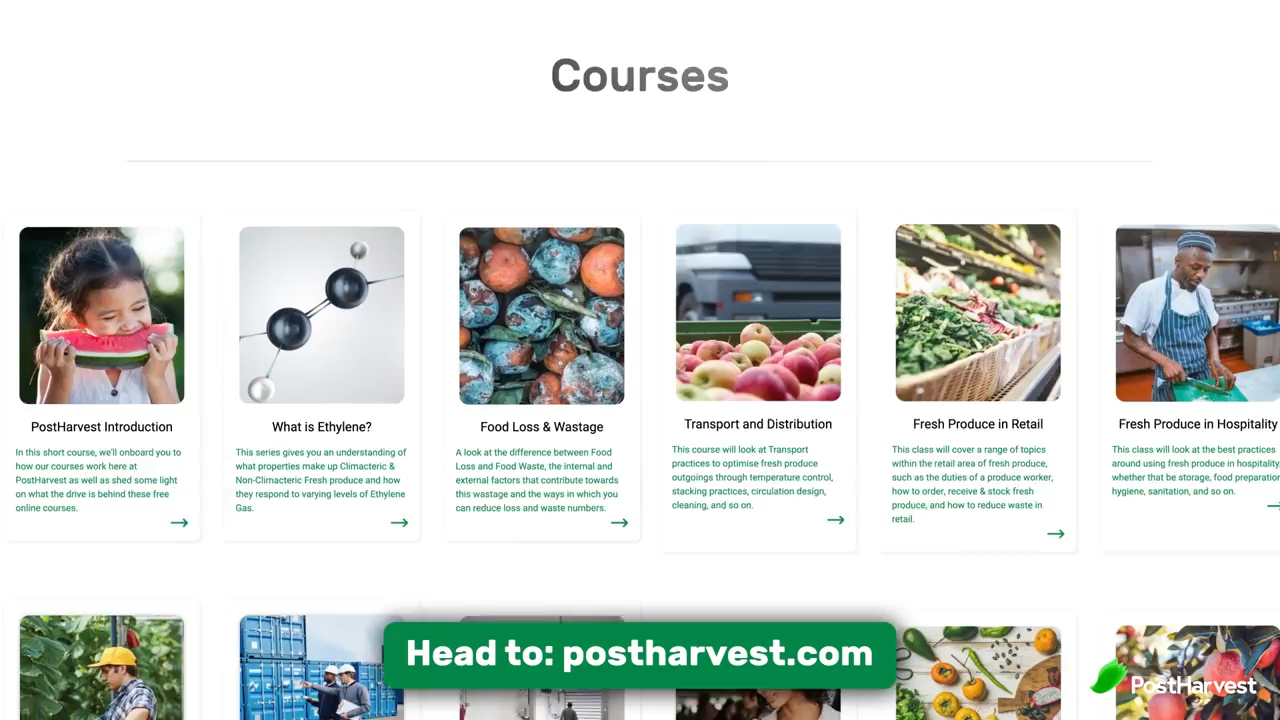 Courses
PostHarvest Introduction
In this short course, we'll onboard you to
how our courses work here at
PostHarvest as well as shed some light
on what the drive is behind these free
online courses.
What is Ethylene?
This series gives you an understanding of
what properties make up Climacteric &
Non-Climacteric Fresh produce and how
they respond to varying levels of Ethylene
Gas.
Food Loss & Wastage
A look at the difference between Food
Loss and Food Waste, the internal and
external factors that contribute towards
this wastage and the ways in which you
can reduce loss and waste numbers.
Transport and Distribution
This course will look at Transport
practices to optimise fresh produce
outgoings through temperature control,
stacking practices, circulation design,
cleaning, and so on.
Fresh Produce in Retail
This class will cover a range of topics
within the retail area of fresh produce,
such as the duties of a produce worker,
how to order, receive & stock fresh
produce, and how to reduce waste in
retail.
Fresh Produce in Hospitality
This class will look at the best practices
around using fresh produce in hospitality,
whether that be storage, food preparation
hygiene, sanitation, and so on.
Head to: postharvest.com
PostHarvest